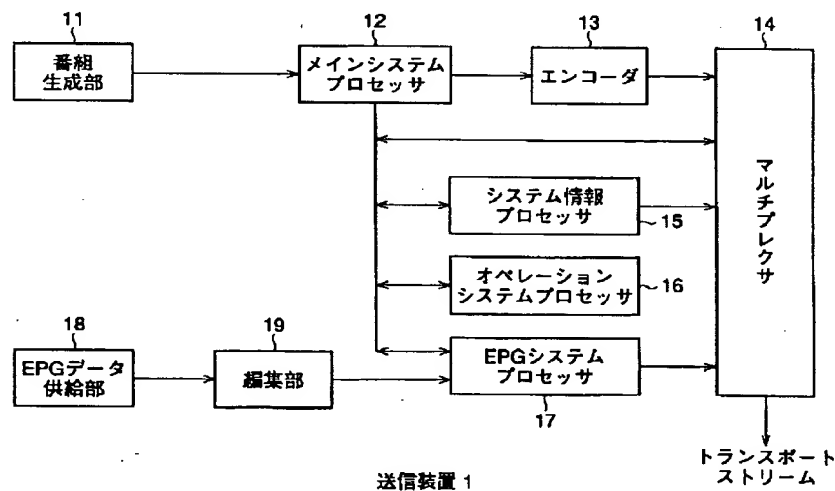 11
12
13
14
番組
生成部
メインシステム
プロセッサ
エンコーダ
マルチプレクサ
システム情報
プロセッサ
15
オペレーション
システムプロセッサ
16
18
19
EPGデータ
供給部
編集部
EPGシステム
プロセッサ
17
トランスポート
ストリーム
送信装置 1